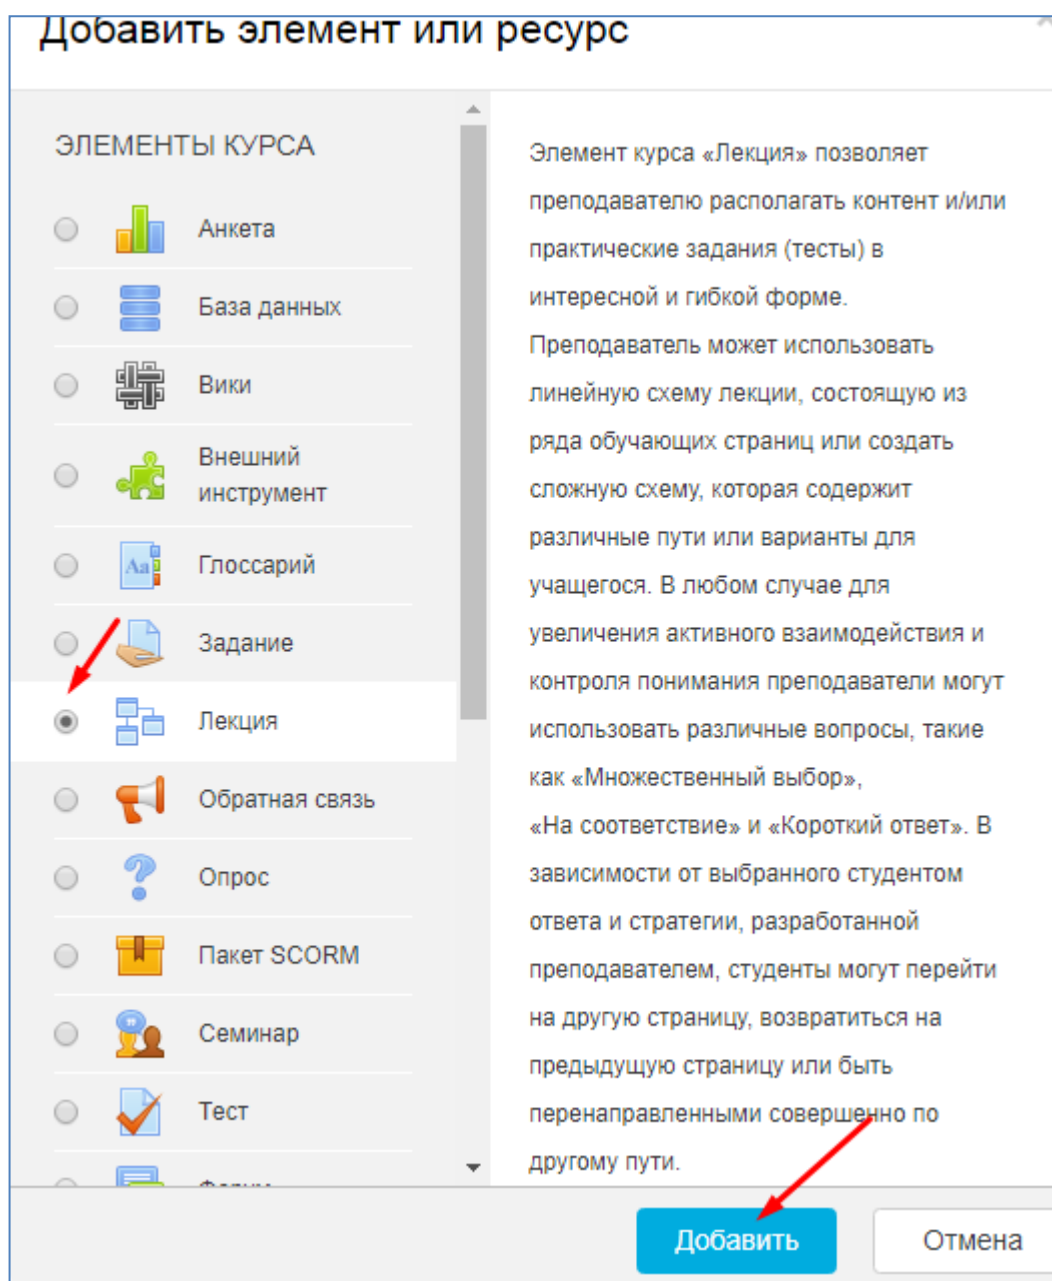 Добавить элемент или ресурс
ЭЛЕМЕНТЫ КУРСА
Анкета
База данных
Вики
Внешний
инструмент
Глоссарий
Задание
Лекция
Обратная связь
Опрос
Пакет SCORM
Семинар
Тест
Элемент курса «Лекция» позволяет
преподавателю располагать контент и/или
практические задания (тесты) в
интересной и гибкой форме.
Преподаватель может использовать
линейную схему лекции, состоящую из
ряда обучающих страниц или создать
сложную схему, которая содержит
различные пути или варианты для
учащегося. В любом случае для
увеличения активного взаимодействия и
контроля понимания преподаватели могут
использовать различные вопросы, такие
как «Множественный выбор»,
«На соответствие» и «Короткий ответ». В
зависимости от выбранного студентом
ответа и стратегии, разработанной
преподавателем, студенты могут перейти
на другую страницу, возвратиться на
предыдущую страницу или быть
перенаправленными совершенно по
другому пути.
Добавить
Отмена